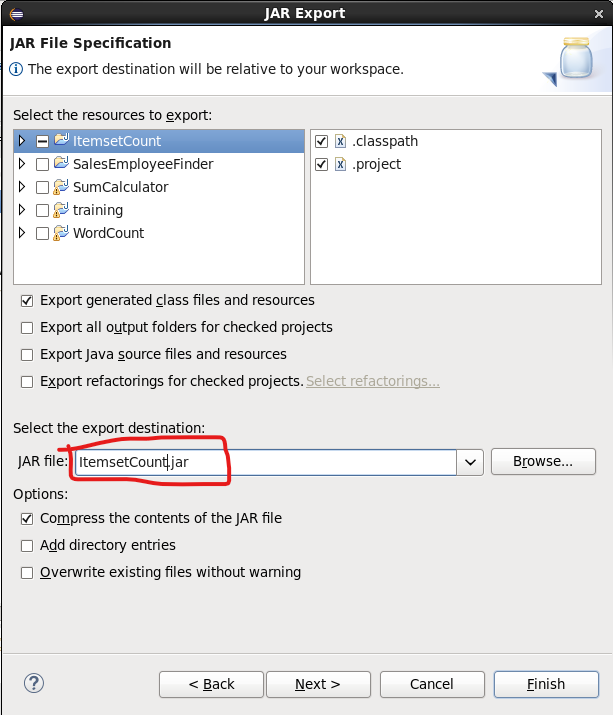 JAR Export
JAR File Specification
The export destination will be relative to your workspace.
Select the resources to export:
ItemsetCount
SalesEmployeeFinder
SumCalculator
training
WordCount
.classpath
.project
Export generated class files and resources
Export all output folders for checked projects
Export Java source files and resources
Export refactorings for checked projects. Select refactorings...
Select the export destination:
JAR file: ItemsetCount.jar Browse...
Options:
Compress the contents of the JAR file
Add directory entries
Overwrite existing files without warning
? < Back Next > Cancel Finish